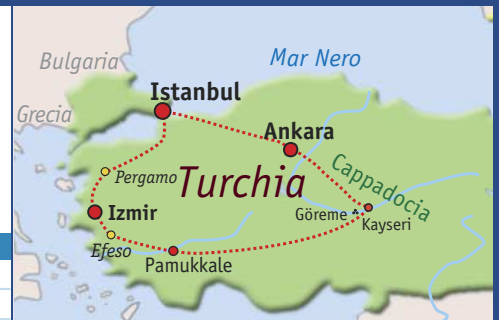 Bulgaria
Mar Nero
Grecia
Istanbul
Ankara
Pergamo
Turchia
Cappadocia
Izmir
Göreme
Kayseri
Efeso
Pamukkale